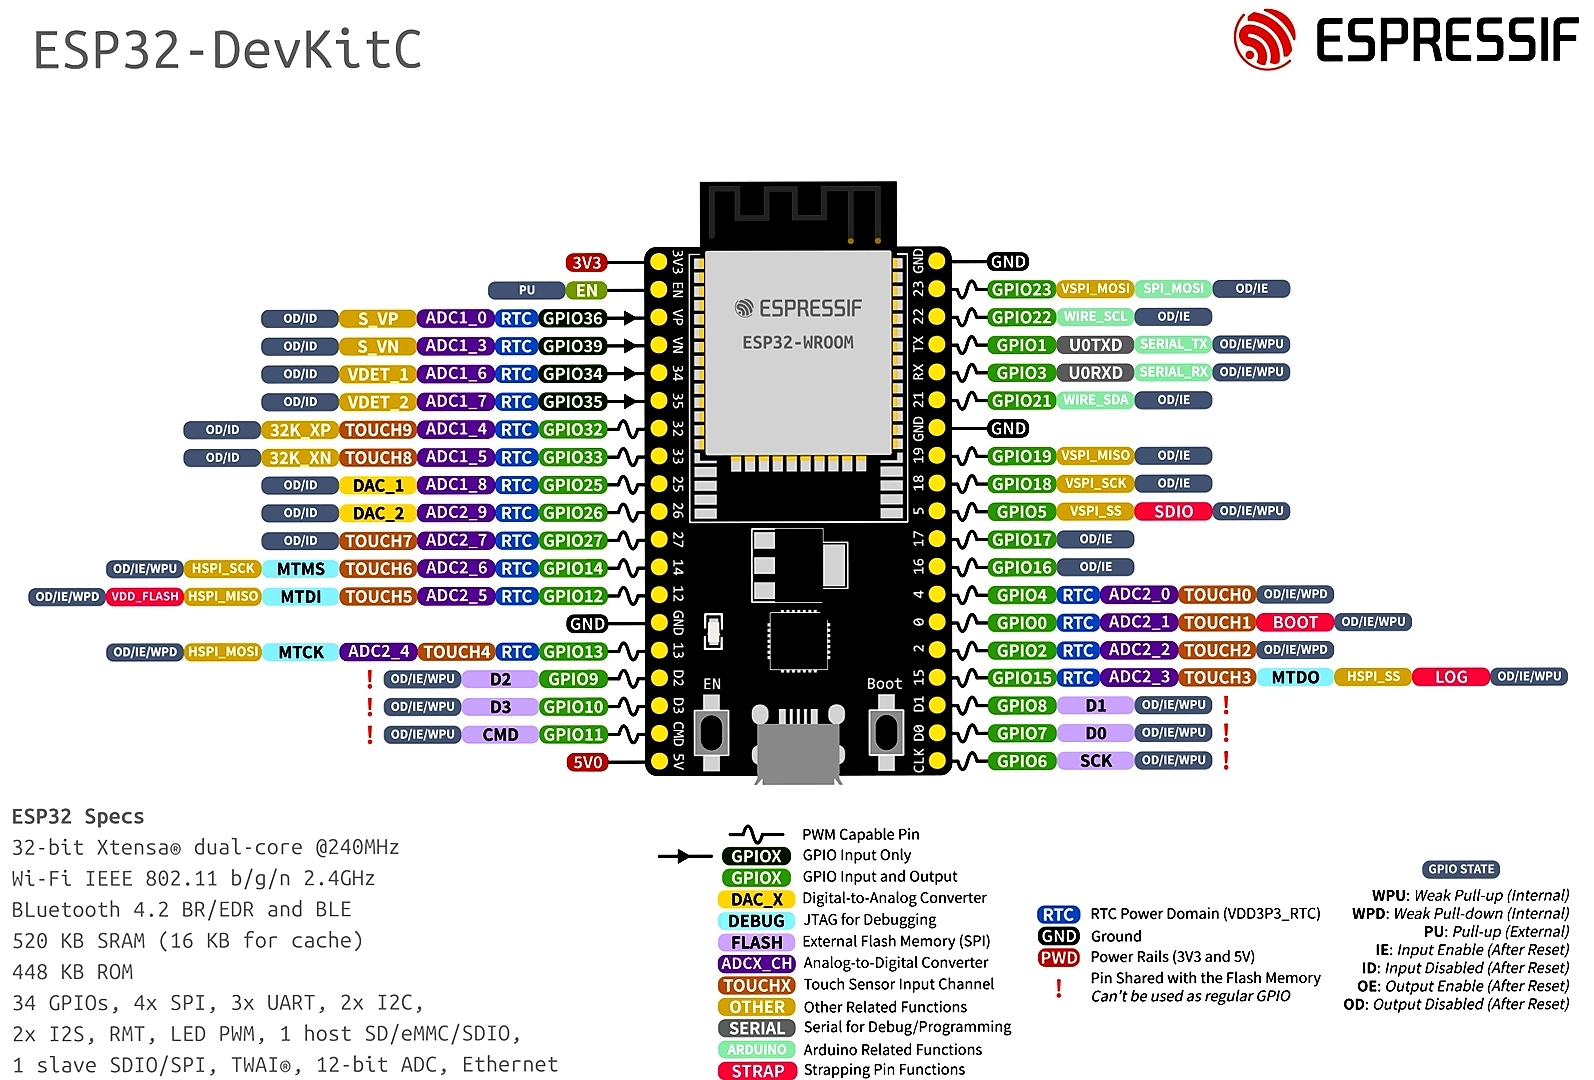 ESP32-DevKitC
ESPRESSIF
3V3 3V3 GND GND
PU EN EN 23 GPIO23 VSPI_MOSI SPI_MOSI OD/IE
OD/ID S_VP ADC1_0 RTC GPIO36 VP 22 GPIO22 WIRE_SCL OD/IE
OD/ID S_VN ADC1_3 RTC GPIO39 VN TX GPIO1 U0TXD SERIAL_TX OD/IE/WPU
OD/ID VDET_1 ADC1_6 RTC GPIO34 34 RX GPIO3 U0RXD SERIAL_RX OD/IE/WPU
OD/ID VDET_2 ADC1_7 RTC GPIO35 35 21 GPIO21 WIRE_SDA OD/IE
OD/ID 32K_XP TOUCH9 ADC1_4 RTC GPIO32 32 GND GND
OD/ID 32K_XN TOUCH8 ADC1_5 RTC GPIO33 33 19 GPIO19 VSPI_MISO OD/IE
OD/ID DAC_1 ADC1_8 RTC GPIO25 25 18 GPIO18 VSPI_SCK OD/IE
OD/ID DAC_2 ADC2_9 RTC GPIO26 26 5 GPIO5 VSPI_SS SDIO OD/IE/WPU
OD/ID TOUCH7 ADC2_7 RTC GPIO27 27 17 GPIO17 OD/IE
OD/IE/WPU HSPI_SCK MTMS TOUCH6 ADC2_6 RTC GPIO14 14 16 GPIO16 OD/IE
OD/IE/WPD VDD_FLASH HSPI_MISO MTDI TOUCH5 ADC2_5 RTC GPIO12 12 4 GPIO4 RTC ADC2_0 TOUCH0 OD/IE/WPD
GND GND 0 GPIO0 RTC ADC2_1 TOUCH1 BOOT OD/IE/WPU
OD/IE/WPD HSPI_MOSI MTCK ADC2_4 TOUCH4 RTC GPIO13 13 2 GPIO2 RTC ADC2_2 TOUCH2 OD/IE/WPD
! OD/IE/WPU D2 GPIO9 D2 15 GPIO15 RTC ADC2_3 TOUCH3 MTDO HSPI_SS LOG OD/IE/WPU
! OD/IE/WPU D3 GPIO10 D3 D1 GPIO8 D1 OD/IE/WPU !
! OD/IE/WPU CMD GPIO11 CMD D0 GPIO7 D0 OD/IE/WPU !
5V0 5V CLK GPIO6 SCK OD/IE/WPU !
ESPRESSIF
ESP32-WROOM
EN Boot
ESP32 Specs
32-bit Xtensa® dual-core @240MHz
Wi-Fi IEEE 802.11 b/g/n 2.4GHz
BLuetooth 4.2 BR/EDR and BLE
520 KB SRAM (16 KB for cache)
448 KB ROM
34 GPIOs, 4x SPI, 3x UART, 2x I2C,
2x I2S, RMT, LED PWM, 1 host SD/eMMC/SDIO,
1 slave SDIO/SPI, TWAI®, 12-bit ADC, Ethernet
PWM Capable Pin
GPIOX GPIO Input Only
GPIOX GPIO Input and Output
DAC_X Digital-to-Analog Converter
DEBUG JTAG for Debugging
FLASH External Flash Memory (SPI)
ADCX_CH Analog-to-Digital Converter
TOUCHX Touch Sensor Input Channel
OTHER Other Related Functions
SERIAL Serial for Debug/Programming
ARDUINO Arduino Related Functions
STRAP Strapping Pin Functions
RTC RTC Power Domain (VDD3P3_RTC)
GND Ground
PWD Power Rails (3V3 and 5V)
! Pin Shared with the Flash Memory
Can't be used as regular GPIO
GPIO STATE
WPU: Weak Pull-up (Internal)
WPD: Weak Pull-down (Internal)
PU: Pull-up (External)
IE: Input Enable (After Reset)
ID: Input Disabled (After Reset)
OE: Output Enable (After Reset)
OD: Output Disabled (After Reset)